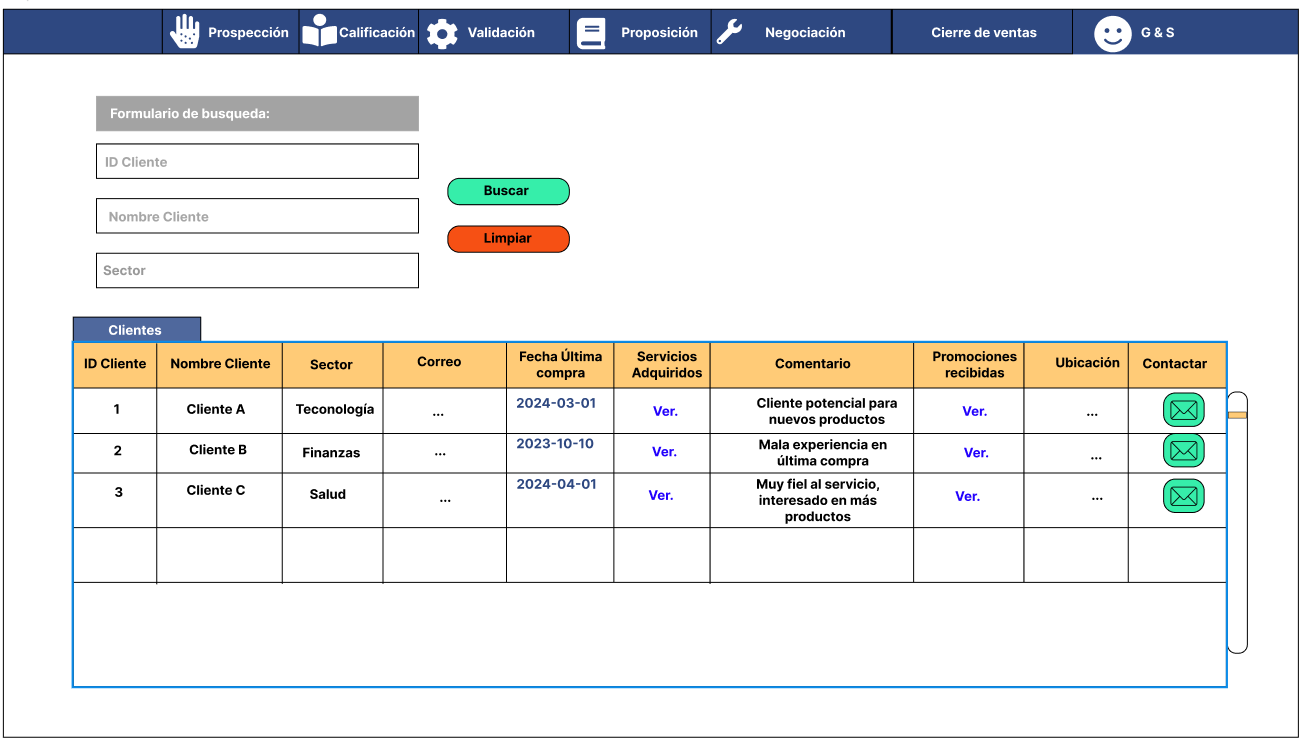 Prospección Calificación Validación Proposición Negociación Cierre de ventas G & S
Formulario de busqueda:
ID Cliente
Nombre Cliente
Sector
Buscar
Limpiar
Clientes
ID Cliente Nombre Cliente Sector Correo Fecha Última compra Servicios Adquiridos Comentario Promociones recibidas Ubicación Contactar
1 Cliente A Teconología ... 2024-03-01 Ver. Cliente potencial para nuevos productos Ver. ...
2 Cliente B Finanzas ... 2023-10-10 Ver. Mala experiencia en última compra Ver. ...
3 Cliente C Salud ... 2024-04-01 Ver. Muy fiel al servicio, interesado en más productos Ver. ...